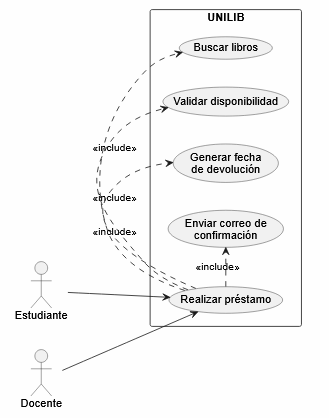 UNILIB
Buscar libros
Validar disponibilidad
«include»
Generar fecha
de devolución
«include»
«include»
Enviar correo de
confirmación
«include»
Realizar préstamo
Estudiante
Docente